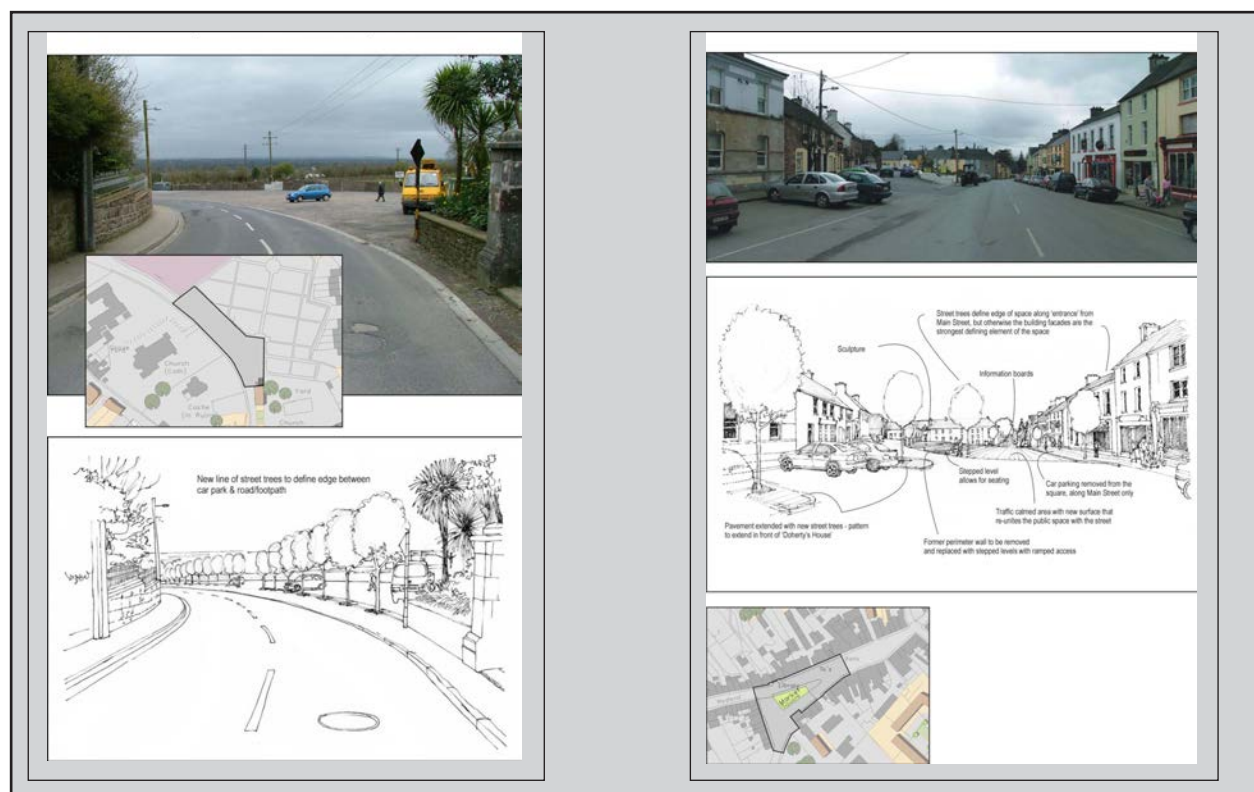 Church
(Cath)
Castle
(in Ruins)
Yard
Church
New line of street trees to define edge between
car park & road/footpath
Street trees define edge of space along 'entrance' from
Main Street, but otherwise the building facades are the
strongest defining element of the space
Sculpture
Information boards
Stepped level
allows for seating
Car parking removed from the
square, along Main Street only
Traffic calmed area with new surface that
re-unites the public space with the street
Pavement extended with new street trees - pattern
to extend in front of 'Doherty's House'
Former perimeter wall to be removed
and replaced with stepped levels with ramped access